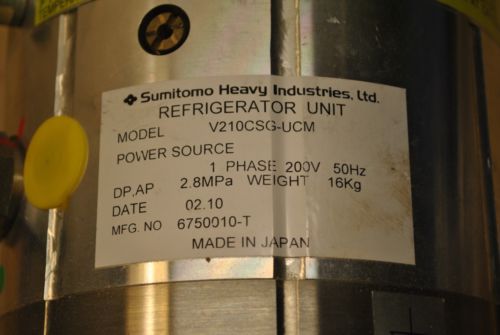 Sumitomo Heavy Industries, Ltd.
REFRIGERATOR UNIT
MODEL V210CSG-UCM
POWER SOURCE
1 PHASE 200V 50Hz
DP,AP 2.8MPa WEIGHT 16Kg
DATE 02.10
MFG. NO 6750010-T
MADE IN JAPAN